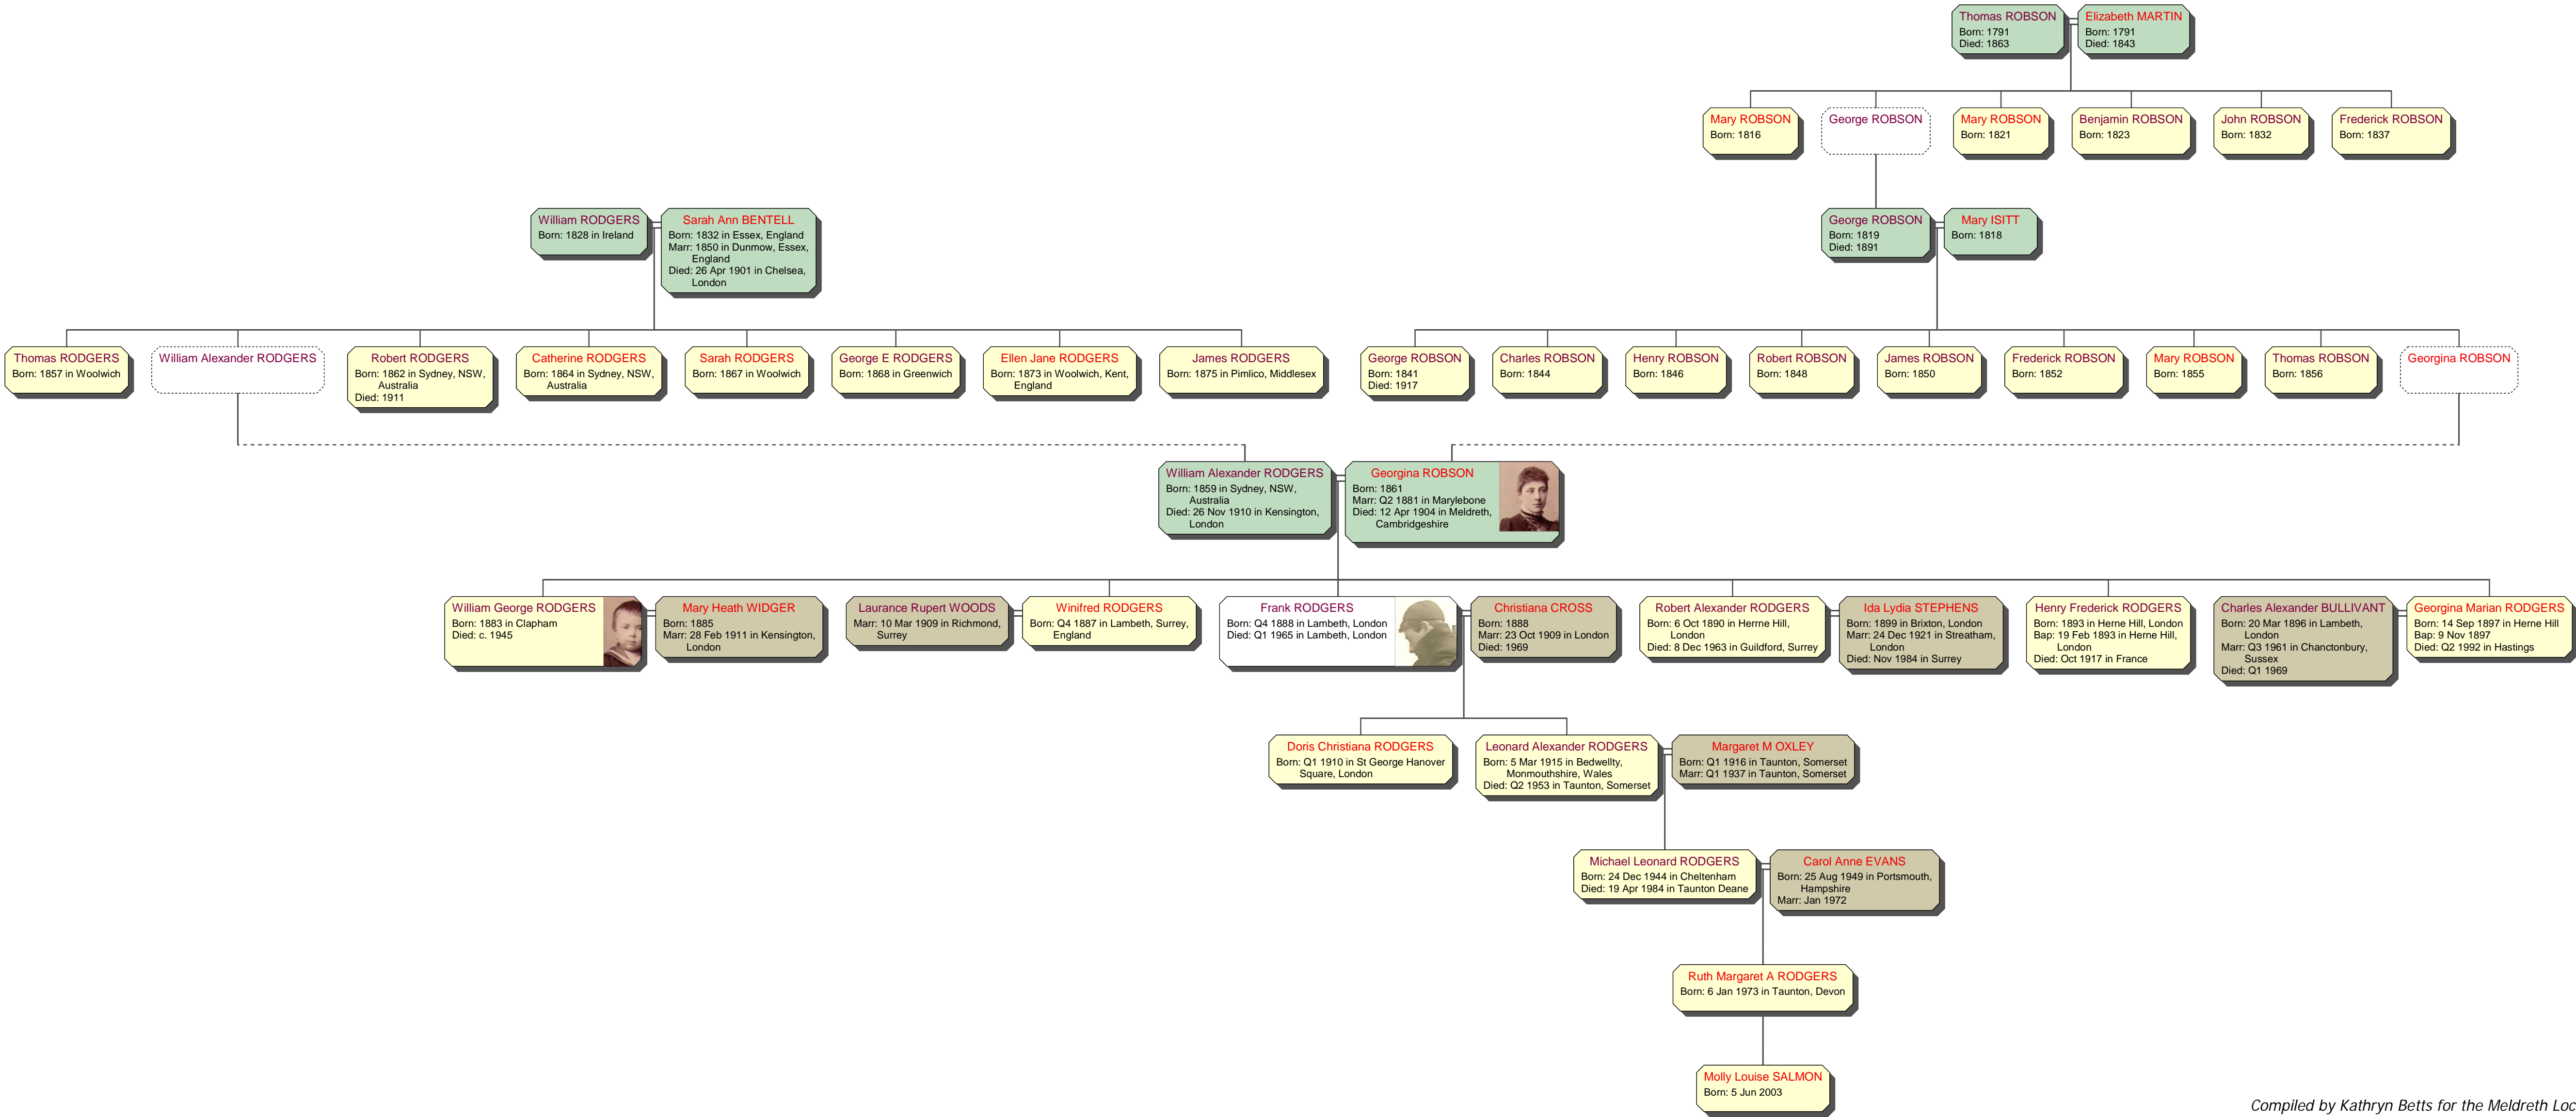 Thomas ROBSON
Born: 1791
Died: 1863
Elizabeth MARTIN
Born: 1791
Died: 1843
Mary ROBSON
Born: 1816
George ROBSON
Mary ROBSON
Born: 1821
Benjamin ROBSON
Born: 1823
John ROBSON
Born: 1832
Frederick ROBSON
Born: 1837
William RODGERS
Born: 1828 in Ireland
Sarah Ann BENTELL
Born: 1832 in Essex, England
Marr: 1850 in Dunmow, Essex,
England
Died: 26 Apr 1901 in Chelsea,
London
George ROBSON
Born: 1819
Died: 1891
Mary ISITT
Born: 1818
Thomas RODGERS
Born: 1857 in Woolwich
William Alexander RODGERS
Robert RODGERS
Born: 1862 in Sydney, NSW,
Australia
Died: 1911
Catherine RODGERS
Born: 1864 in Sydney, NSW,
Australia
Sarah RODGERS
Born: 1867 in Woolwich
George E RODGERS
Born: 1868 in Greenwich
Ellen Jane RODGERS
Born: 1873 in Woolwich, Kent,
England
James RODGERS
Born: 1875 in Pimlico, Middlesex
George ROBSON
Born: 1841
Died: 1917
Charles ROBSON
Born: 1844
Henry ROBSON
Born: 1846
Robert ROBSON
Born: 1848
James ROBSON
Born: 1850
Frederick ROBSON
Born: 1852
Mary ROBSON
Born: 1855
Thomas ROBSON
Born: 1856
Georgina ROBSON
William Alexander RODGERS
Born: 1859 in Sydney, NSW,
Australia
Died: 26 Nov 1910 in Kensington,
London
Georgina ROBSON
Born: 1861
Marr: Q2 1881 in Marylebone
Died: 12 Apr 1904 in Meldreth,
Cambridgeshire
William George RODGERS
Born: 1883 in Clapham
Died: c. 1945
Mary Heath WIDGER
Born: 1885
Marr: 28 Feb 1911 in Kensington,
London
Laurance Rupert WOODS
Marr: 10 Mar 1909 in Richmond,
Surrey
Winifred RODGERS
Born: Q4 1887 in Lambeth, Surrey,
England
Frank RODGERS
Born: Q4 1888 in Lambeth, London
Died: Q1 1965 in Lambeth, London
Christiana CROSS
Born: 1888
Marr: 23 Oct 1909 in London
Died: 1969
Robert Alexander RODGERS
Born: 6 Oct 1890 in Herrne Hill,
London
Died: 8 Dec 1963 in Guildford, Surrey
Ida Lydia STEPHENS
Born: 1899 in Brixton, London
Marr: 24 Dec 1921 in Streatham,
London
Died: Nov 1984 in Surrey
Henry Frederick RODGERS
Born: 1893 in Herne Hill, London
Bap: 19 Feb 1893 in Herne Hill,
London
Died: Oct 1917 in France
Charles Alexander BULLIVANT
Born: 20 Mar 1896 in Lambeth,
London
Marr: Q3 1961 in Chanctonbury,
Sussex
Died: Q1 1969
Georgina Marian RODGERS
Born: 14 Sep 1897 in Herne Hill
Bap: 9 Nov 1897
Died: Q2 1992 in Hastings
Doris Christiana RODGERS
Born: Q1 1910 in St George Hanover
Square, London
Leonard Alexander RODGERS
Born: 5 Mar 1915 in Bedwellty,
Monmouthshire, Wales
Died: Q2 1953 in Taunton, Somerset
Margaret M OXLEY
Born: Q1 1916 in Taunton, Somerset
Marr: Q1 1937 in Taunton, Somerset
Michael Leonard RODGERS
Born: 24 Dec 1944 in Cheltenham
Died: 19 Apr 1984 in Taunton Deane
Carol Anne EVANS
Born: 25 Aug 1949 in Portsmouth,
Hampshire
Marr: Jan 1972
Ruth Margaret A RODGERS
Born: 6 Jan 1973 in Taunton, Devon
Molly Louise SALMON
Born: 5 Jun 2003
Compiled by Kathryn Betts for the Meldreth Loc